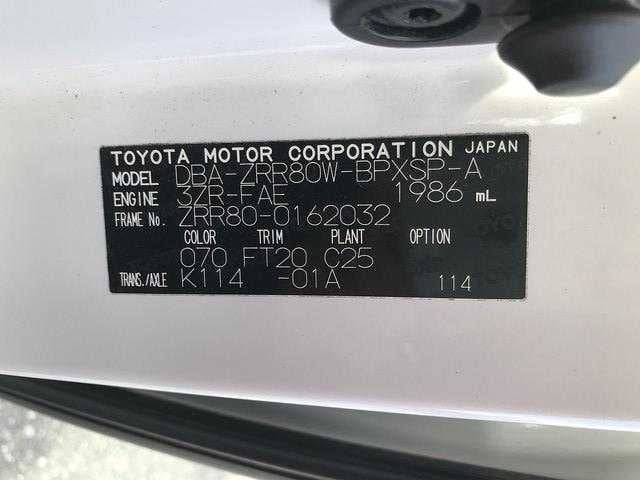 TOYOTA MOTOR CORPORATION JAPAN
MODEL DBA-ZRR80W-BPXSP-A
ENGINE 3ZR-FAE 1986 mL
FRAME No. ZRR80-0162032
COLOR TRIM PLANT OPTION
070 FT20 C25
TRANS./AXLE K114 -01A 114